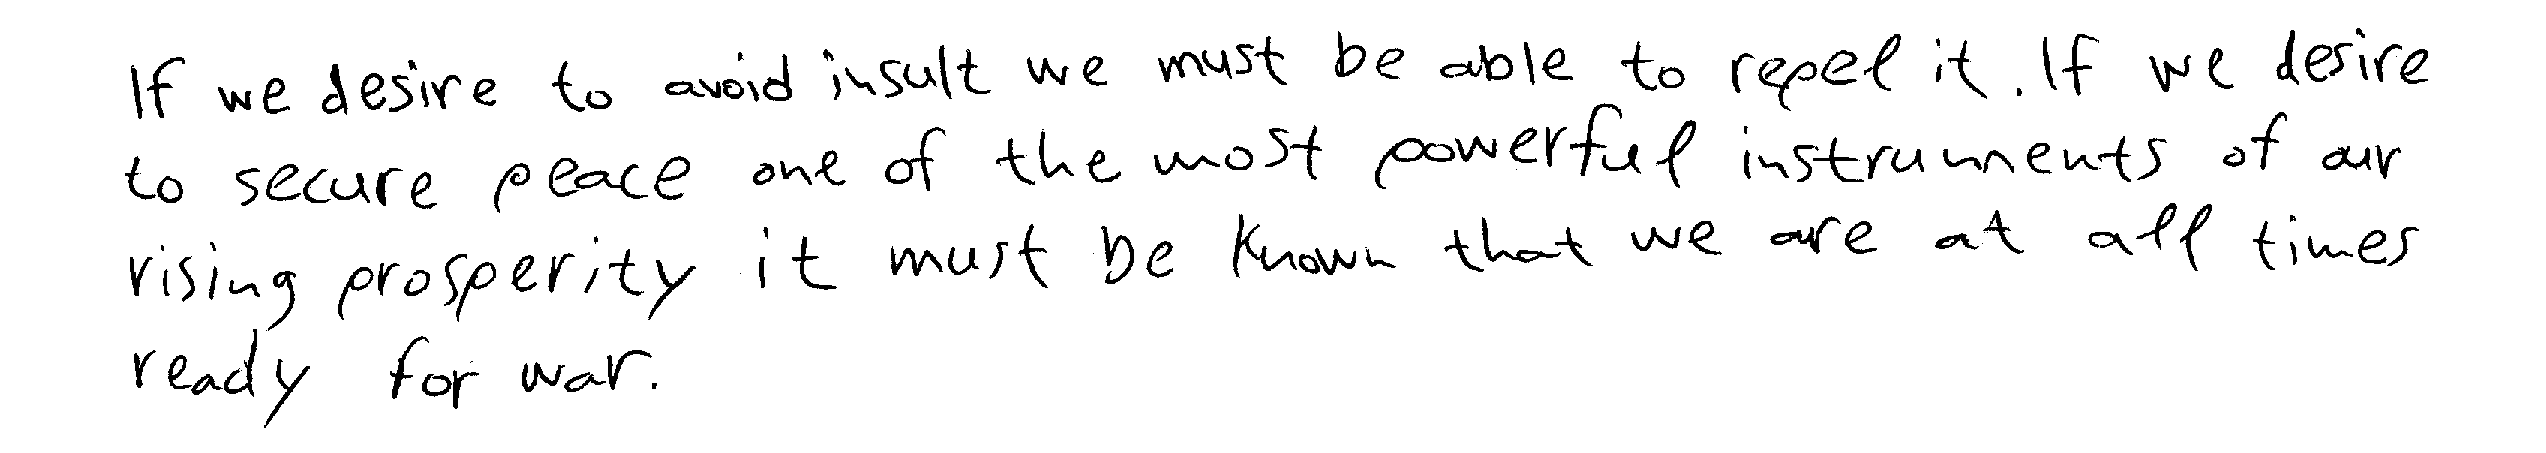 If we desire to avoid insult we must be able to repel it. If we desire
to secure peace one of the most powerful instruments of our
rising prosperity it must be known that we are at all times
ready for war.